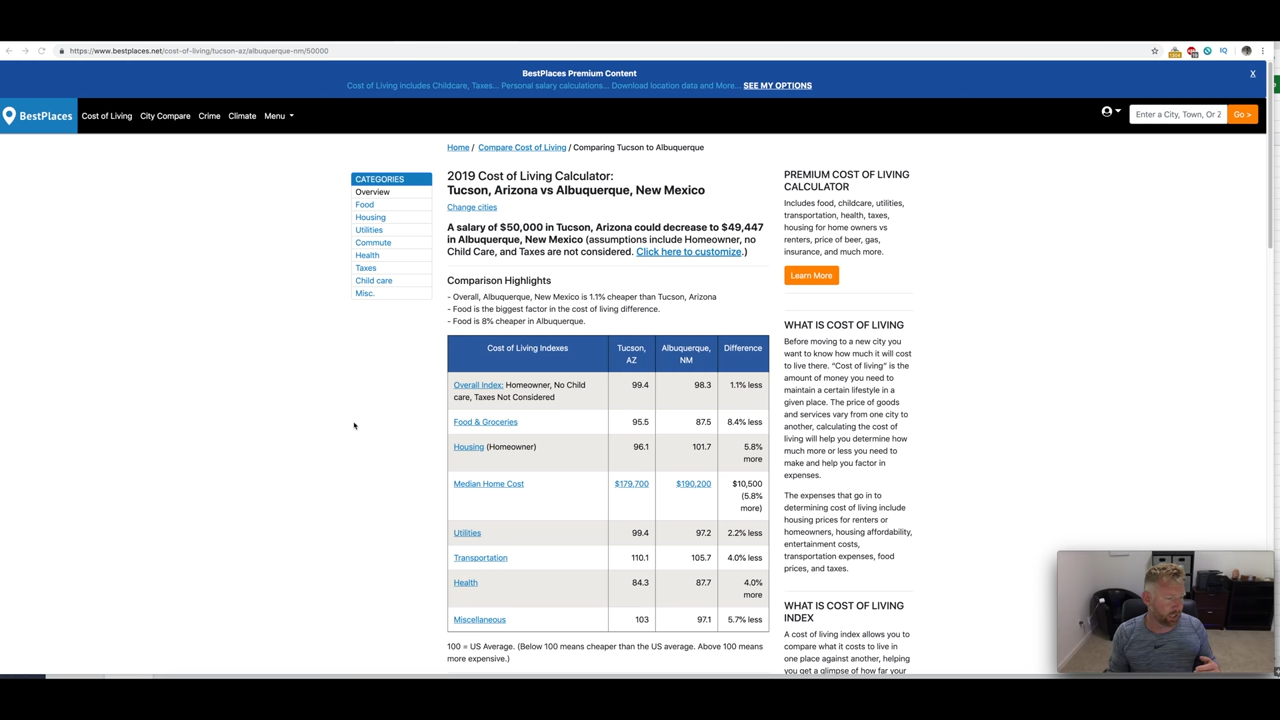 https://www.bestplaces.net/cost-of-living/tucson-az/albuquerque-nm/50000
BestPlaces Premium Content
Cost of Living includes Childcare, Taxes... Personal salary calculations... Download location data and More... SEE MY OPTIONS
X
BestPlaces
Cost of Living
City Compare
Crime
Climate
Menu
Enter a City, Town, Or Z
Go >
Home / Compare Cost of Living / Comparing Tucson to Albuquerque
CATEGORIES
Overview
Food
Housing
Utilities
Commute
Health
Taxes
Child care
Misc.
2019 Cost of Living Calculator:
Tucson, Arizona vs Albuquerque, New Mexico
Change cities
A salary of $50,000 in Tucson, Arizona could decrease to $49,447
in Albuquerque, New Mexico (assumptions include Homeowner, no
Child Care, and Taxes are not considered. Click here to customize.)
Comparison Highlights
- Overall, Albuquerque, New Mexico is 1.1% cheaper than Tucson, Arizona
- Food is the biggest factor in the cost of living difference.
- Food is 8% cheaper in Albuquerque.
Cost of Living Indexes Tucson, AZ Albuquerque, NM Difference
Overall Index: Homeowner, No Child care, Taxes Not Considered 99.4 98.3 1.1% less
Food & Groceries 95.5 87.5 8.4% less
Housing (Homeowner) 96.1 101.7 5.8% more
Median Home Cost $179,700 $190,200 $10,500 (5.8% more)
Utilities 99.4 97.2 2.2% less
Transportation 110.1 105.7 4.0% less
Health 84.3 87.7 4.0% more
Miscellaneous 103 97.1 5.7% less
100 = US Average. (Below 100 means cheaper than the US average. Above 100 means
more expensive.)
PREMIUM COST OF LIVING
CALCULATOR
Includes food, childcare, utilities,
transportation, health, taxes,
housing for home owners vs
renters, price of beer, gas,
insurance, and much more.
Learn More
WHAT IS COST OF LIVING
Before moving to a new city you
want to know how much it will cost
to live there. "Cost of living" is the
amount of money you need to
maintain a certain lifestyle in a
given place. The price of goods
and services vary from one city to
another, calculating the cost of
living will help you determine how
much more or less you need to
make and help you factor in
expenses.
The expenses that go in to
determining cost of living include
housing prices for renters or
homeowners, housing affordability,
entertainment costs,
transportation expenses, food
prices, and taxes.
WHAT IS COST OF LIVING
INDEX
A cost of living index allows you to
compare what it costs to live in
one place against another, helping
you get a glimpse of how far your